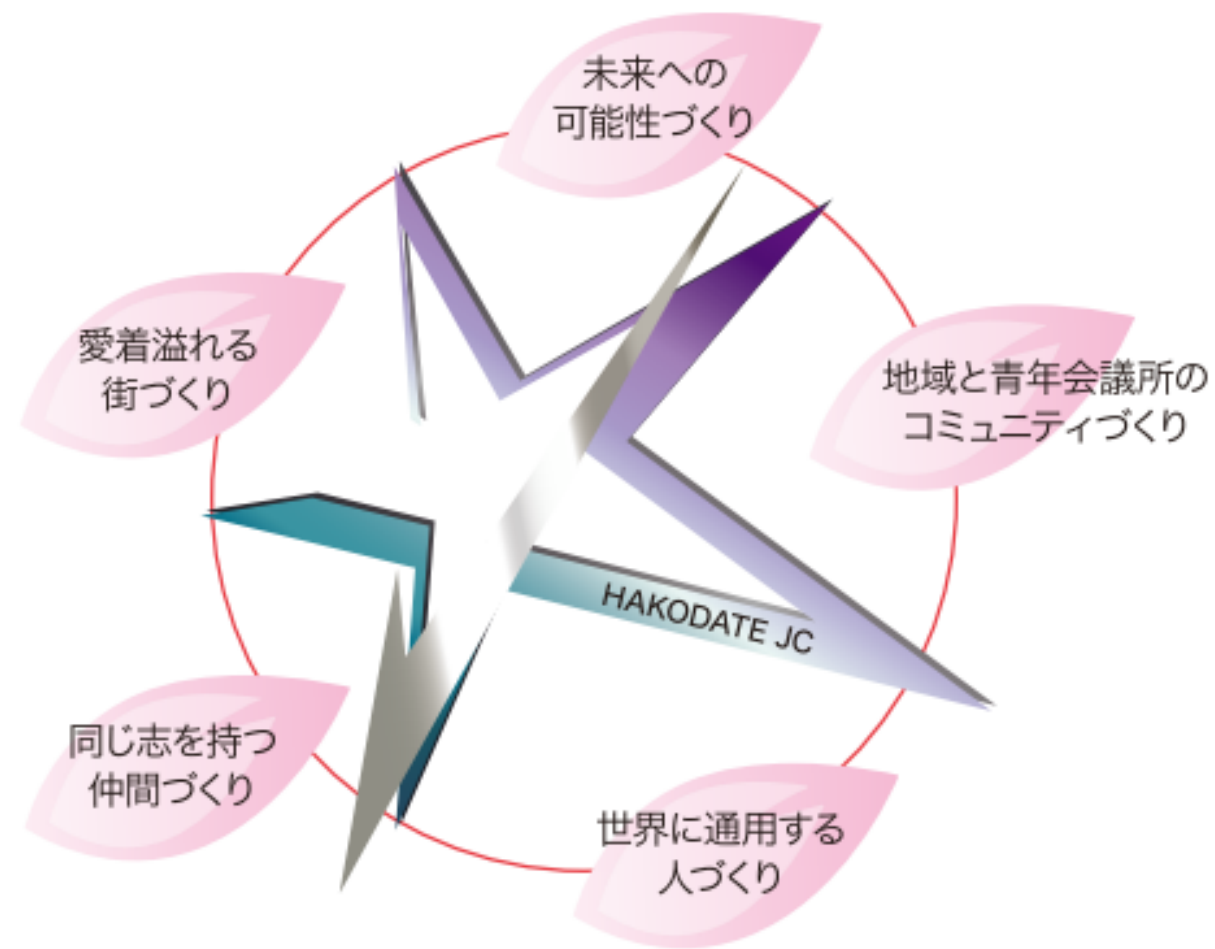 未来への
可能性づくり
愛着溢れる
街づくり
地域と青年会議所の
コミュニティづくり
HAKODATE JC
同じ志を持つ
仲間づくり
世界に通用する
人づくり